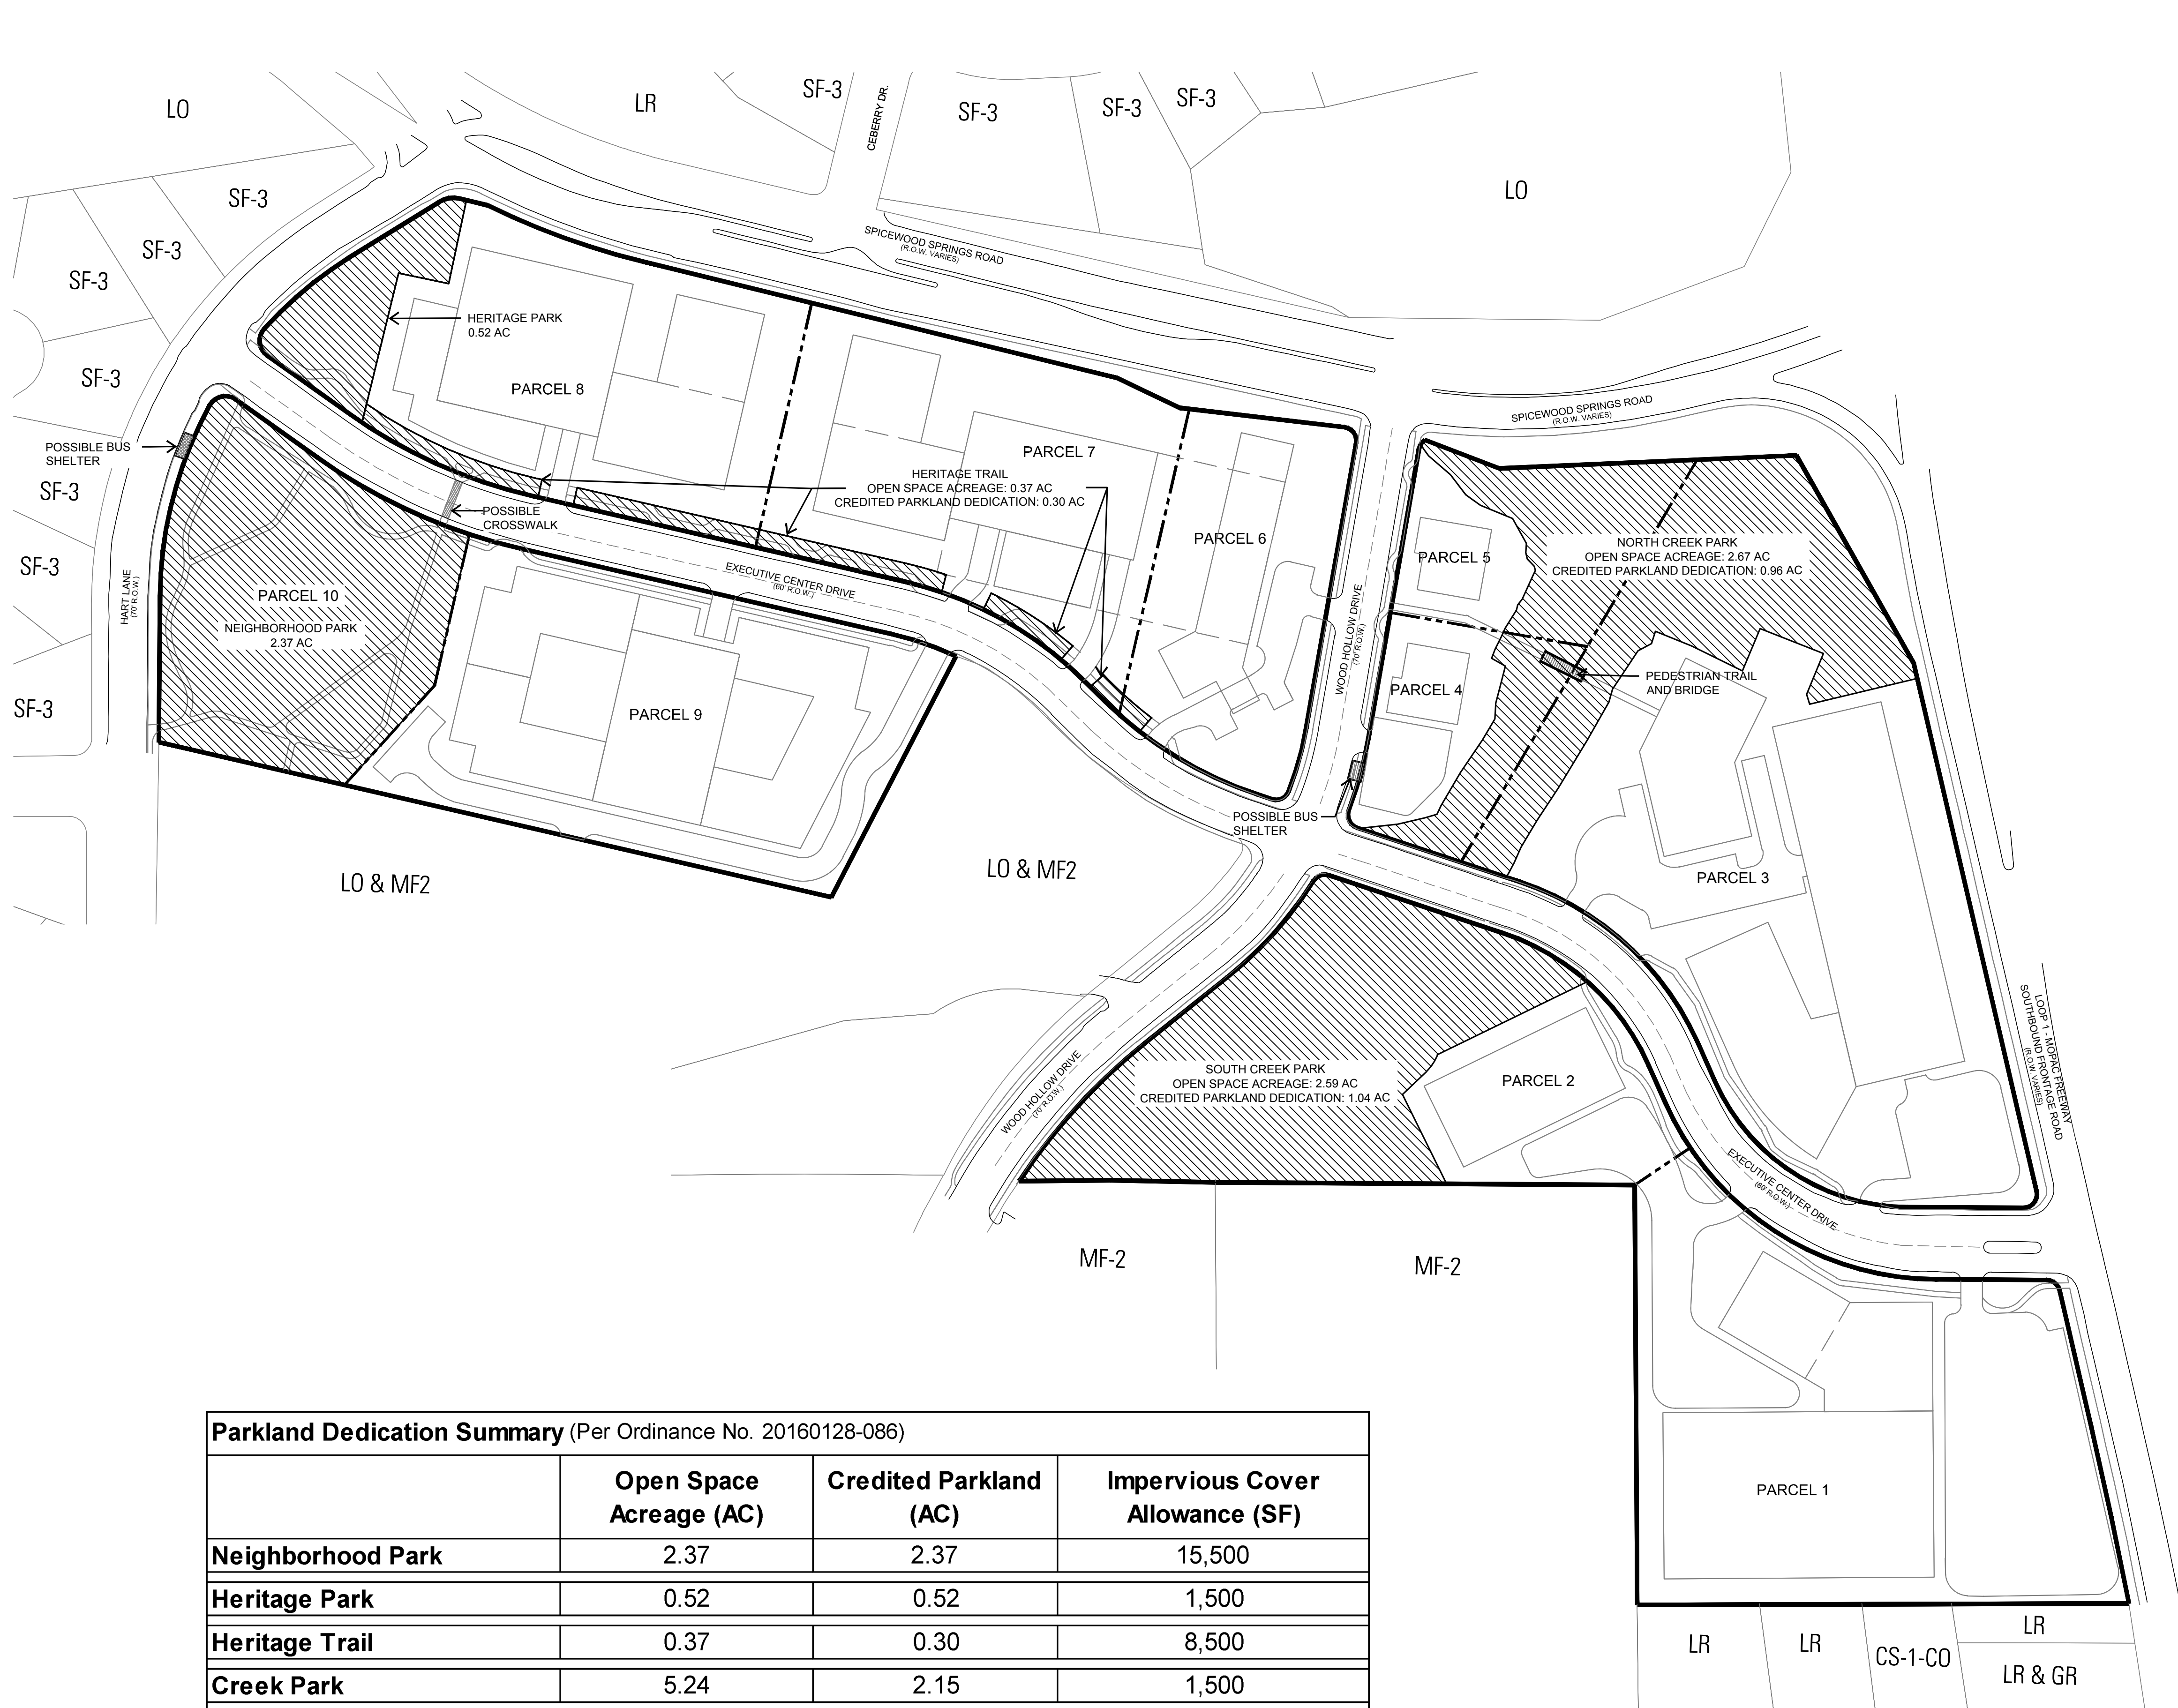 LO
LR
SF-3
CEBERRY DR.
SF-3
SF-3
SF-3
LO
SF-3
SF-3
SF-3
SF-3
SF-3
SF-3
SF-3
SPICEWOOD SPRINGS ROAD
(R.O.W. VARIES)
HERITAGE PARK
0.52 AC
PARCEL 8
SPICEWOOD SPRINGS ROAD
(R.O.W. VARIES)
POSSIBLE BUS
SHELTER
PARCEL 7
HERITAGE TRAIL
OPEN SPACE ACREAGE: 0.37 AC
CREDITED PARKLAND DEDICATION: 0.30 AC
POSSIBLE
CROSSWALK
PARCEL 6
PARCEL 5
NORTH CREEK PARK
OPEN SPACE ACREAGE: 2.67 AC
CREDITED PARKLAND DEDICATION: 0.96 AC
EXECUTIVE CENTER DRIVE
(60' R.O.W.)
HART LANE
(70' R.O.W.)
PARCEL 10
NEIGHBORHOOD PARK
2.37 AC
WOOD HOLLOW DRIVE
(70' R.O.W.)
PEDESTRIAN TRAIL
AND BRIDGE
PARCEL 4
PARCEL 9
POSSIBLE BUS
SHELTER
LO & MF2
LO & MF2
PARCEL 3
LOOP 1 - MOPAC FREEWAY
SOUTHBOUND FRONTAGE ROAD
(R.O.W. VARIES)
SOUTH CREEK PARK
OPEN SPACE ACREAGE: 2.59 AC
CREDITED PARKLAND DEDICATION: 1.04 AC
PARCEL 2
WOOD HOLLOW DRIVE
(70' R.O.W.)
EXECUTIVE CENTER DRIVE
(60' R.O.W.)
MF-2
MF-2
PARCEL 1
LR
LR
CS-1-CO
LR
LR & GR
Parkland Dedication Summary (Per Ordinance No. 20160128-086)
Open Space Acreage (AC) Credited Parkland (AC) Impervious Cover Allowance (SF)
Neighborhood Park 2.37 2.37 15,500
Heritage Park 0.52 0.52 1,500
Heritage Trail 0.37 0.30 8,500
Creek Park 5.24 2.15 1,500